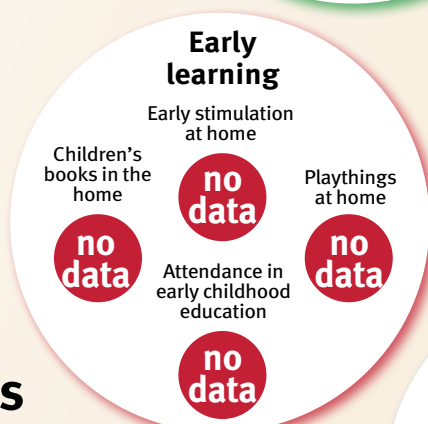 Early
learning
Early stimulation
at home
no
data
Children's
books in the
home
no
data
Playthings
at home
no
data
Attendance in
early childhood
education
no
data
s